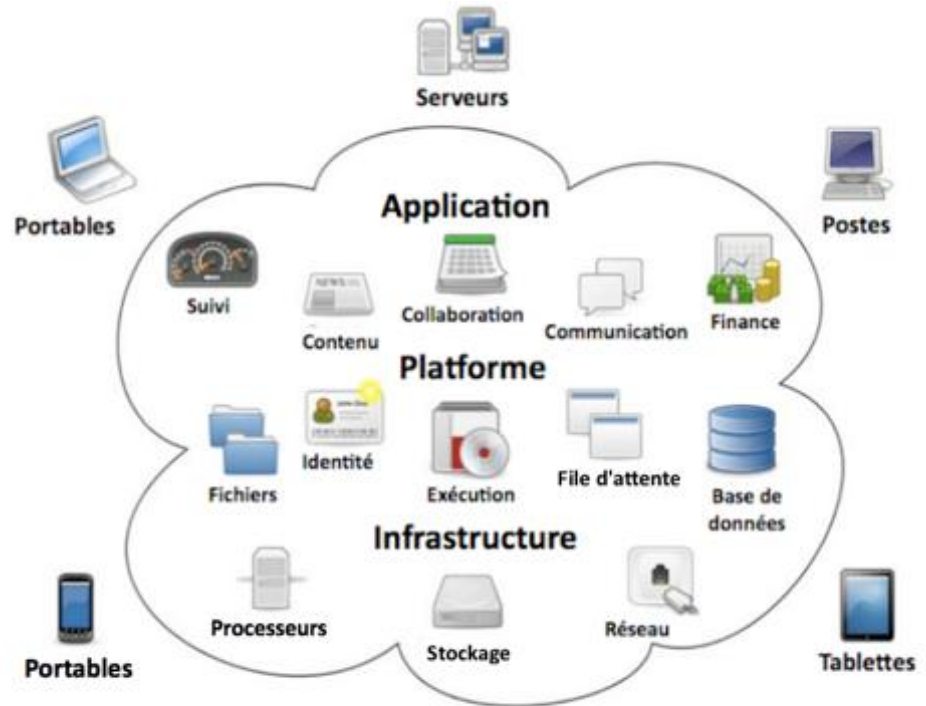 Serveurs
Portables
Postes
Application
Suivi
Contenu
Collaboration
Communication
Finance
Platforme
Fichiers
Identité
Exécution
File d'attente
Base de
données
Infrastructure
Processeurs
Stockage
Réseau
Portables
Tablettes